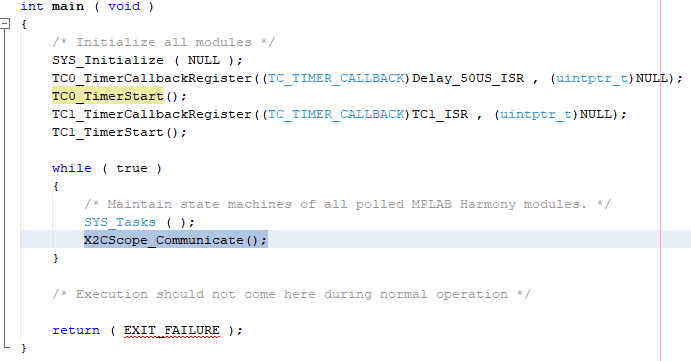 int main ( void )
{
/* Initialize all modules */
SYS_Initialize ( NULL );
TC0_TimerCallbackRegister((TC_TIMER_CALLBACK)Delay_50US_ISR , (uintptr_t)NULL);
TC0_TimerStart();
TC1_TimerCallbackRegister((TC_TIMER_CALLBACK)TC1_ISR , (uintptr_t)NULL);
TC1_TimerStart();
while ( true )
{
/* Maintain state machines of all polled MPLAB Harmony modules. */
SYS_Tasks ( );
X2CScope_Communicate();
}
/* Execution should not come here during normal operation */
return ( EXIT_FAILURE );
}